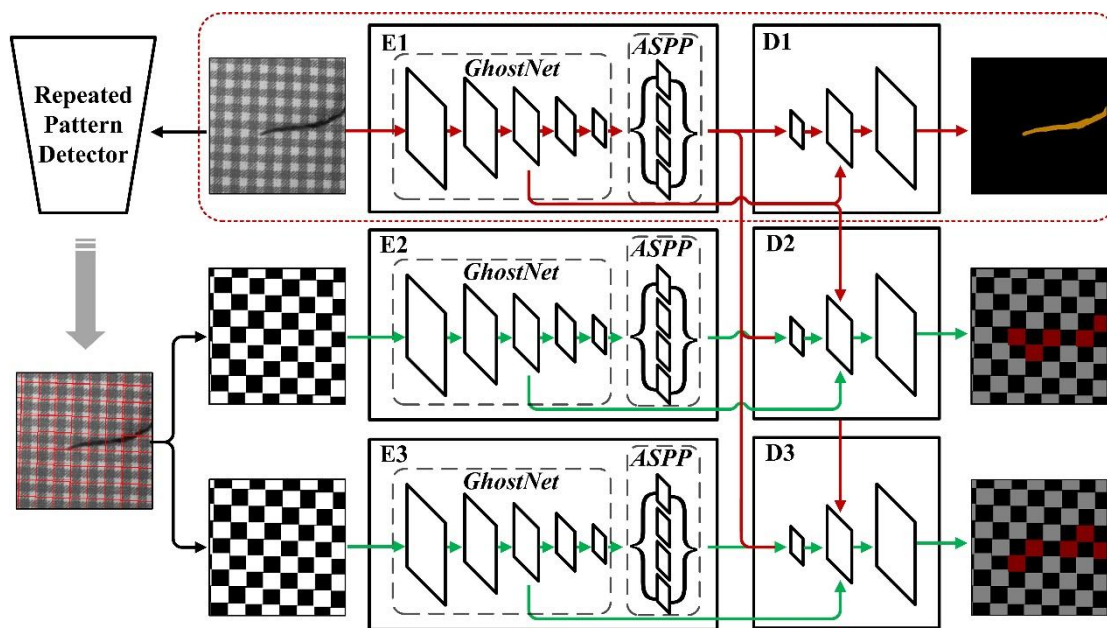 Repeated
Pattern
Detector
E1
GhostNet
ASPP
D1
E2
GhostNet
ASPP
D2
E3
GhostNet
ASPP
D3